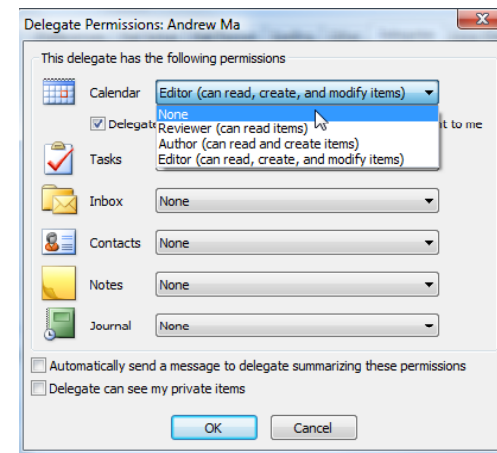 Delegate Permissions: Andrew Ma
This delegate has the following permissions
Calendar Editor (can read, create, and modify items)
None
Delegat it to me
Reviewer (can read items)
Author (can read and create items)
Tasks Editor (can read, create, and modify items)
Inbox None
Contacts None
Notes None
Journal None
Automatically send a message to delegate summarizing these permissions
Delegate can see my private items
OK Cancel